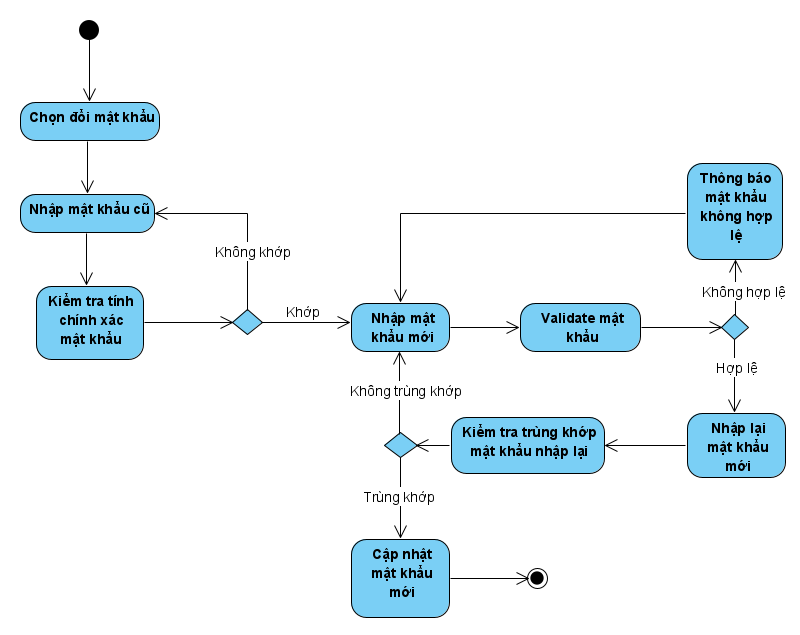 Chọn đổi mật khẩu
Nhập mật khẩu cũ
Không khớp
Kiểm tra tính
chính xác
mật khẩu
Khớp
Nhập mật
khẩu mới
Validate mật
khẩu
Thông báo
mật khẩu
không hợp
lệ
Không hợp lệ
Hợp lệ
Nhập lại
mật khẩu
mới
Kiểm tra trùng khớp
mật khẩu nhập lại
Không trùng khớp
Trùng khớp
Cập nhật
mật khẩu
mới